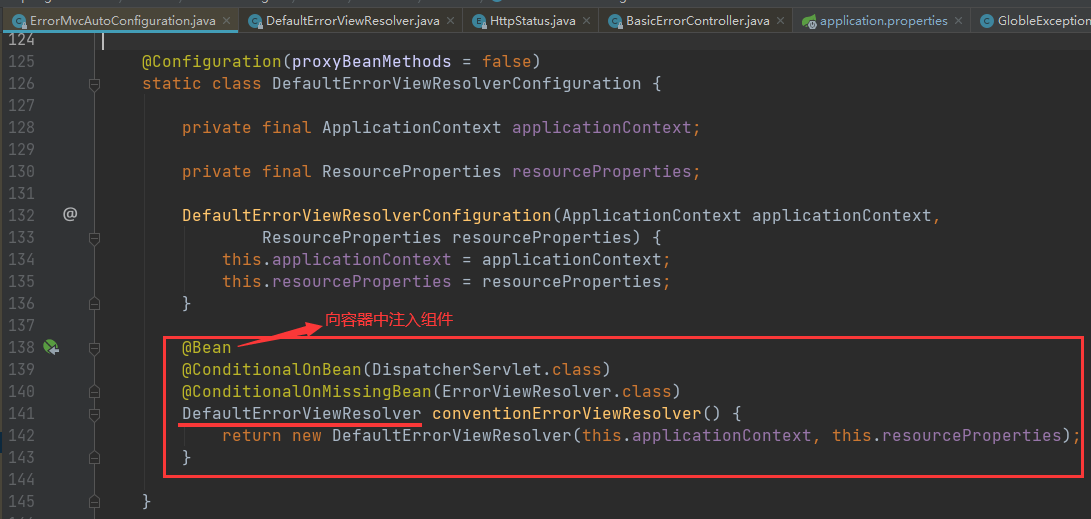 ErrorMvcAutoConfiguration.java DefaultErrorViewResolver.java HttpStatus.java BasicErrorController.java application.properties GlobleException
124
125 @Configuration(proxyBeanMethods = false)
126 static class DefaultErrorViewResolverConfiguration {
127
128 private final ApplicationContext applicationContext;
129
130 private final ResourceProperties resourceProperties;
131
132 @ DefaultErrorViewResolverConfiguration(ApplicationContext applicationContext,
133 ResourceProperties resourceProperties) {
134 this.applicationContext = applicationContext;
135 this.resourceProperties = resourceProperties;
136 }
137 向容器中注入组件
138 @Bean
139 @ConditionalOnBean(DispatcherServlet.class)
140 @ConditionalOnMissingBean(ErrorViewResolver.class)
141 DefaultErrorViewResolver conventionErrorViewResolver() {
142 return new DefaultErrorViewResolver(this.applicationContext, this.resourceProperties);
143 }
144
145 }